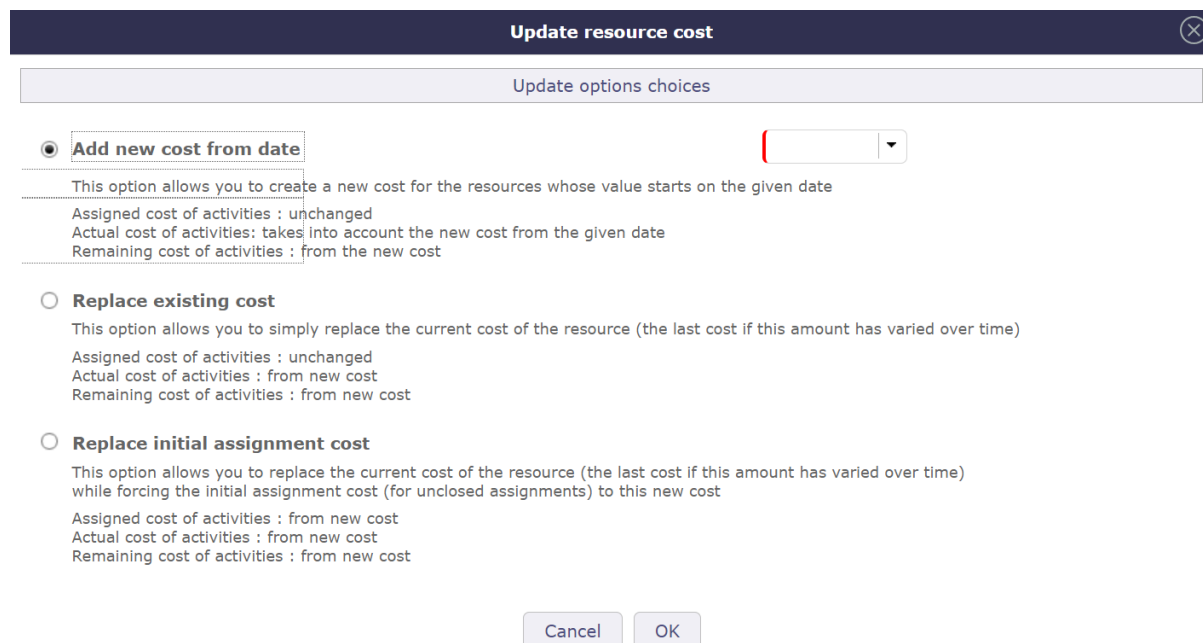 Update resource cost
Update options choices
Add new cost from date
This option allows you to create a new cost for the resources whose value starts on the given date
Assigned cost of activities : unchanged
Actual cost of activities: takes into account the new cost from the given date
Remaining cost of activities : from the new cost
Replace existing cost
This option allows you to simply replace the current cost of the resource (the last cost if this amount has varied over time)
Assigned cost of activities : unchanged
Actual cost of activities : from new cost
Remaining cost of activities : from new cost
Replace initial assignment cost
This option allows you to replace the current cost of the resource (the last cost if this amount has varied over time)
while forcing the initial assignment cost (for unclosed assignments) to this new cost
Assigned cost of activities : from new cost
Actual cost of activities : from new cost
Remaining cost of activities : from new cost
Cancel OK